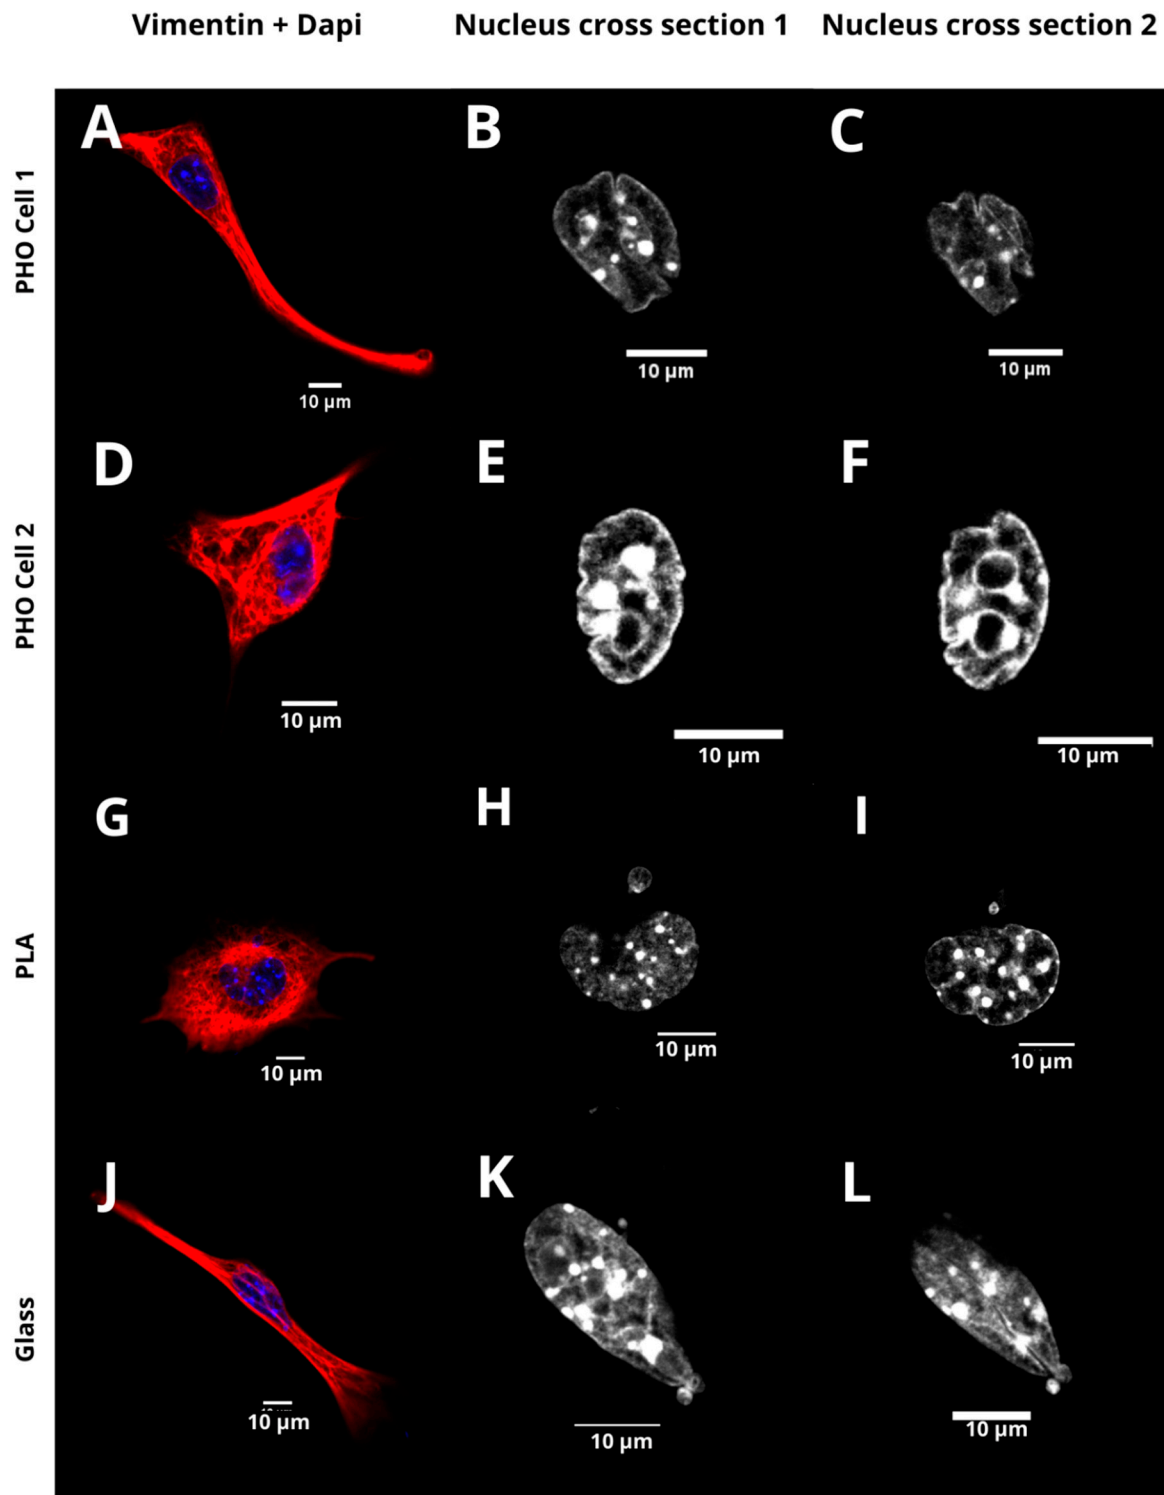 Vimentin + Dapi
Nucleus cross section 1
Nucleus cross section 2
PHO Cell 1
A
B
C
10 µm
10 µm
10 µm
PHO Cell 2
D
E
F
10 µm
10 µm
10 µm
PLA
G
H
I
10 µm
10 µm
10 µm
Glass
J
K
L
10 µm
10 µm
10 µm